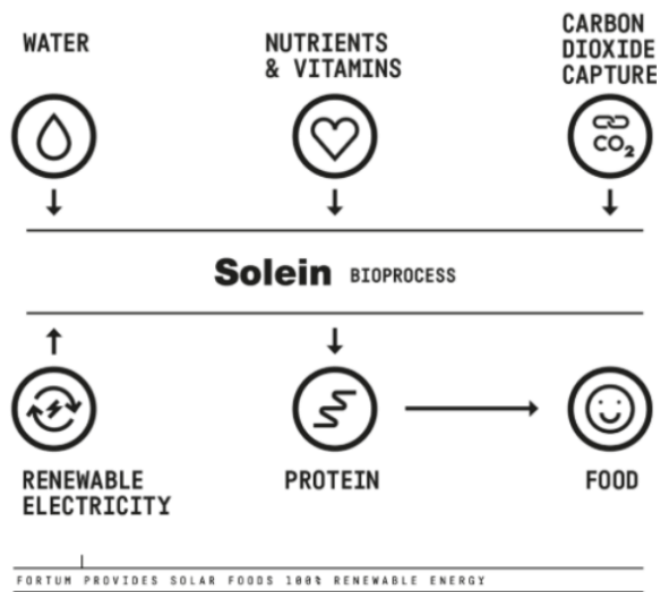 WATER
NUTRIENTS
& VITAMINS
CARBON
DIOXIDE
CAPTURE
CO₂
Solein BIOPROCESS
RENEWABLE
ELECTRICITY
PROTEIN
FOOD
FORTUM PROVIDES SOLAR FOODS 100% RENEWABLE ENERGY